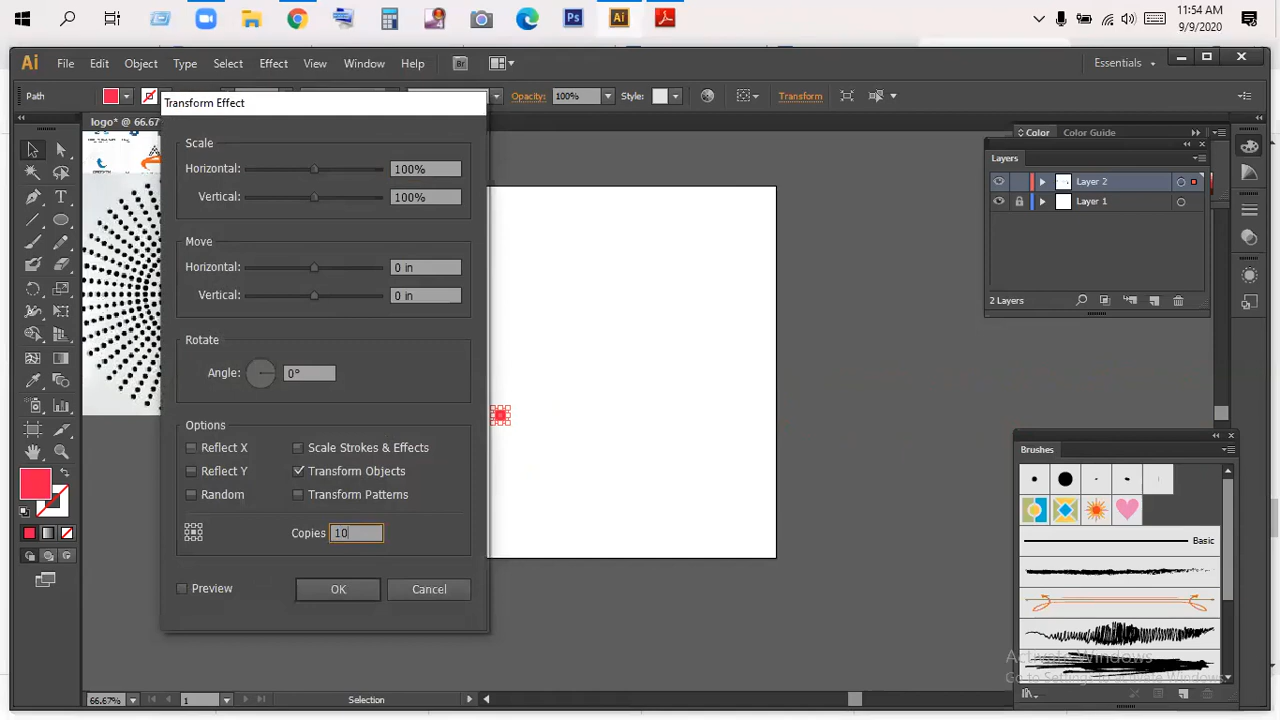 11:54 AM
9/9/2020
Ps
Ai
Ai File Edit Object Type Select Effect View Window Help Br Essentials
Path Opacity: 100% Style: Transform
logo* @ 66.67%
Transform Effect
Scale
Horizontal: 100%
Vertical: 100%
Move
Horizontal: 0 in
Vertical: 0 in
Rotate
Angle: 0°
Options
Reflect X Scale Strokes & Effects
Reflect Y Transform Objects
Random Transform Patterns
Copies 10
Preview OK Cancel
Color Color Guide
Layers
Layer 2
Layer 1
2 Layers
Brushes
Basic
Activate Windows
Go to Settings to Activate Windows.
66.67% 1 Selection